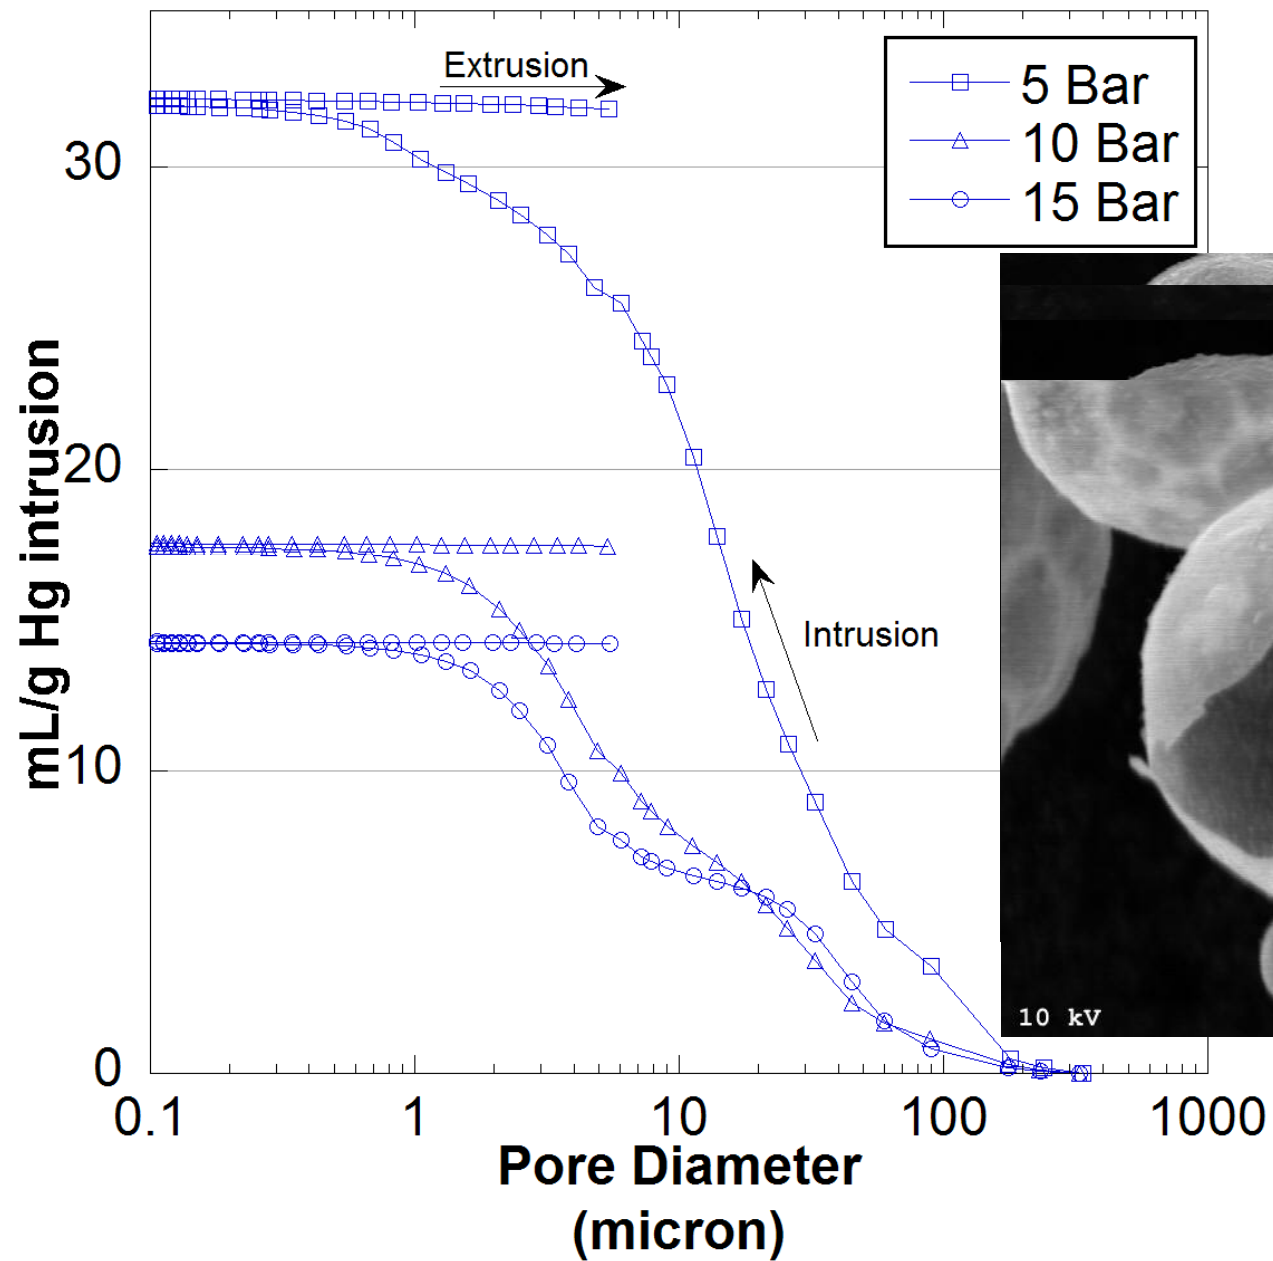 Extrusion
5 Bar
10 Bar
15 Bar
30
20
10
0
mL/g Hg intrusion
Intrusion
10 kV
0.1
1
10
100
1000
Pore Diameter
(micron)